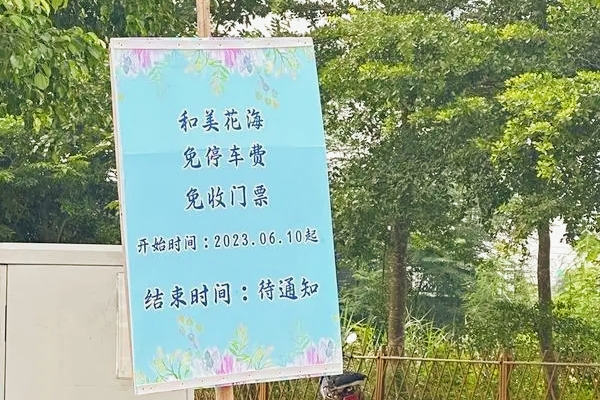 和美花海
免停车费
免收门票
开始时间：2023.06.10起
结束时间：待通知